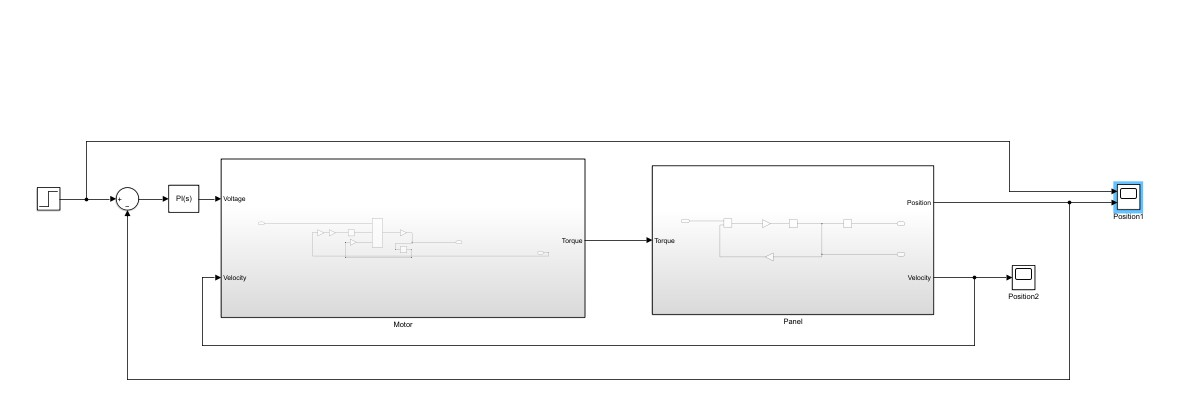 +
−
PI(s)
Voltage
Velocity
Torque
Motor
Torque
Position
Velocity
Panel
Position1
Position2